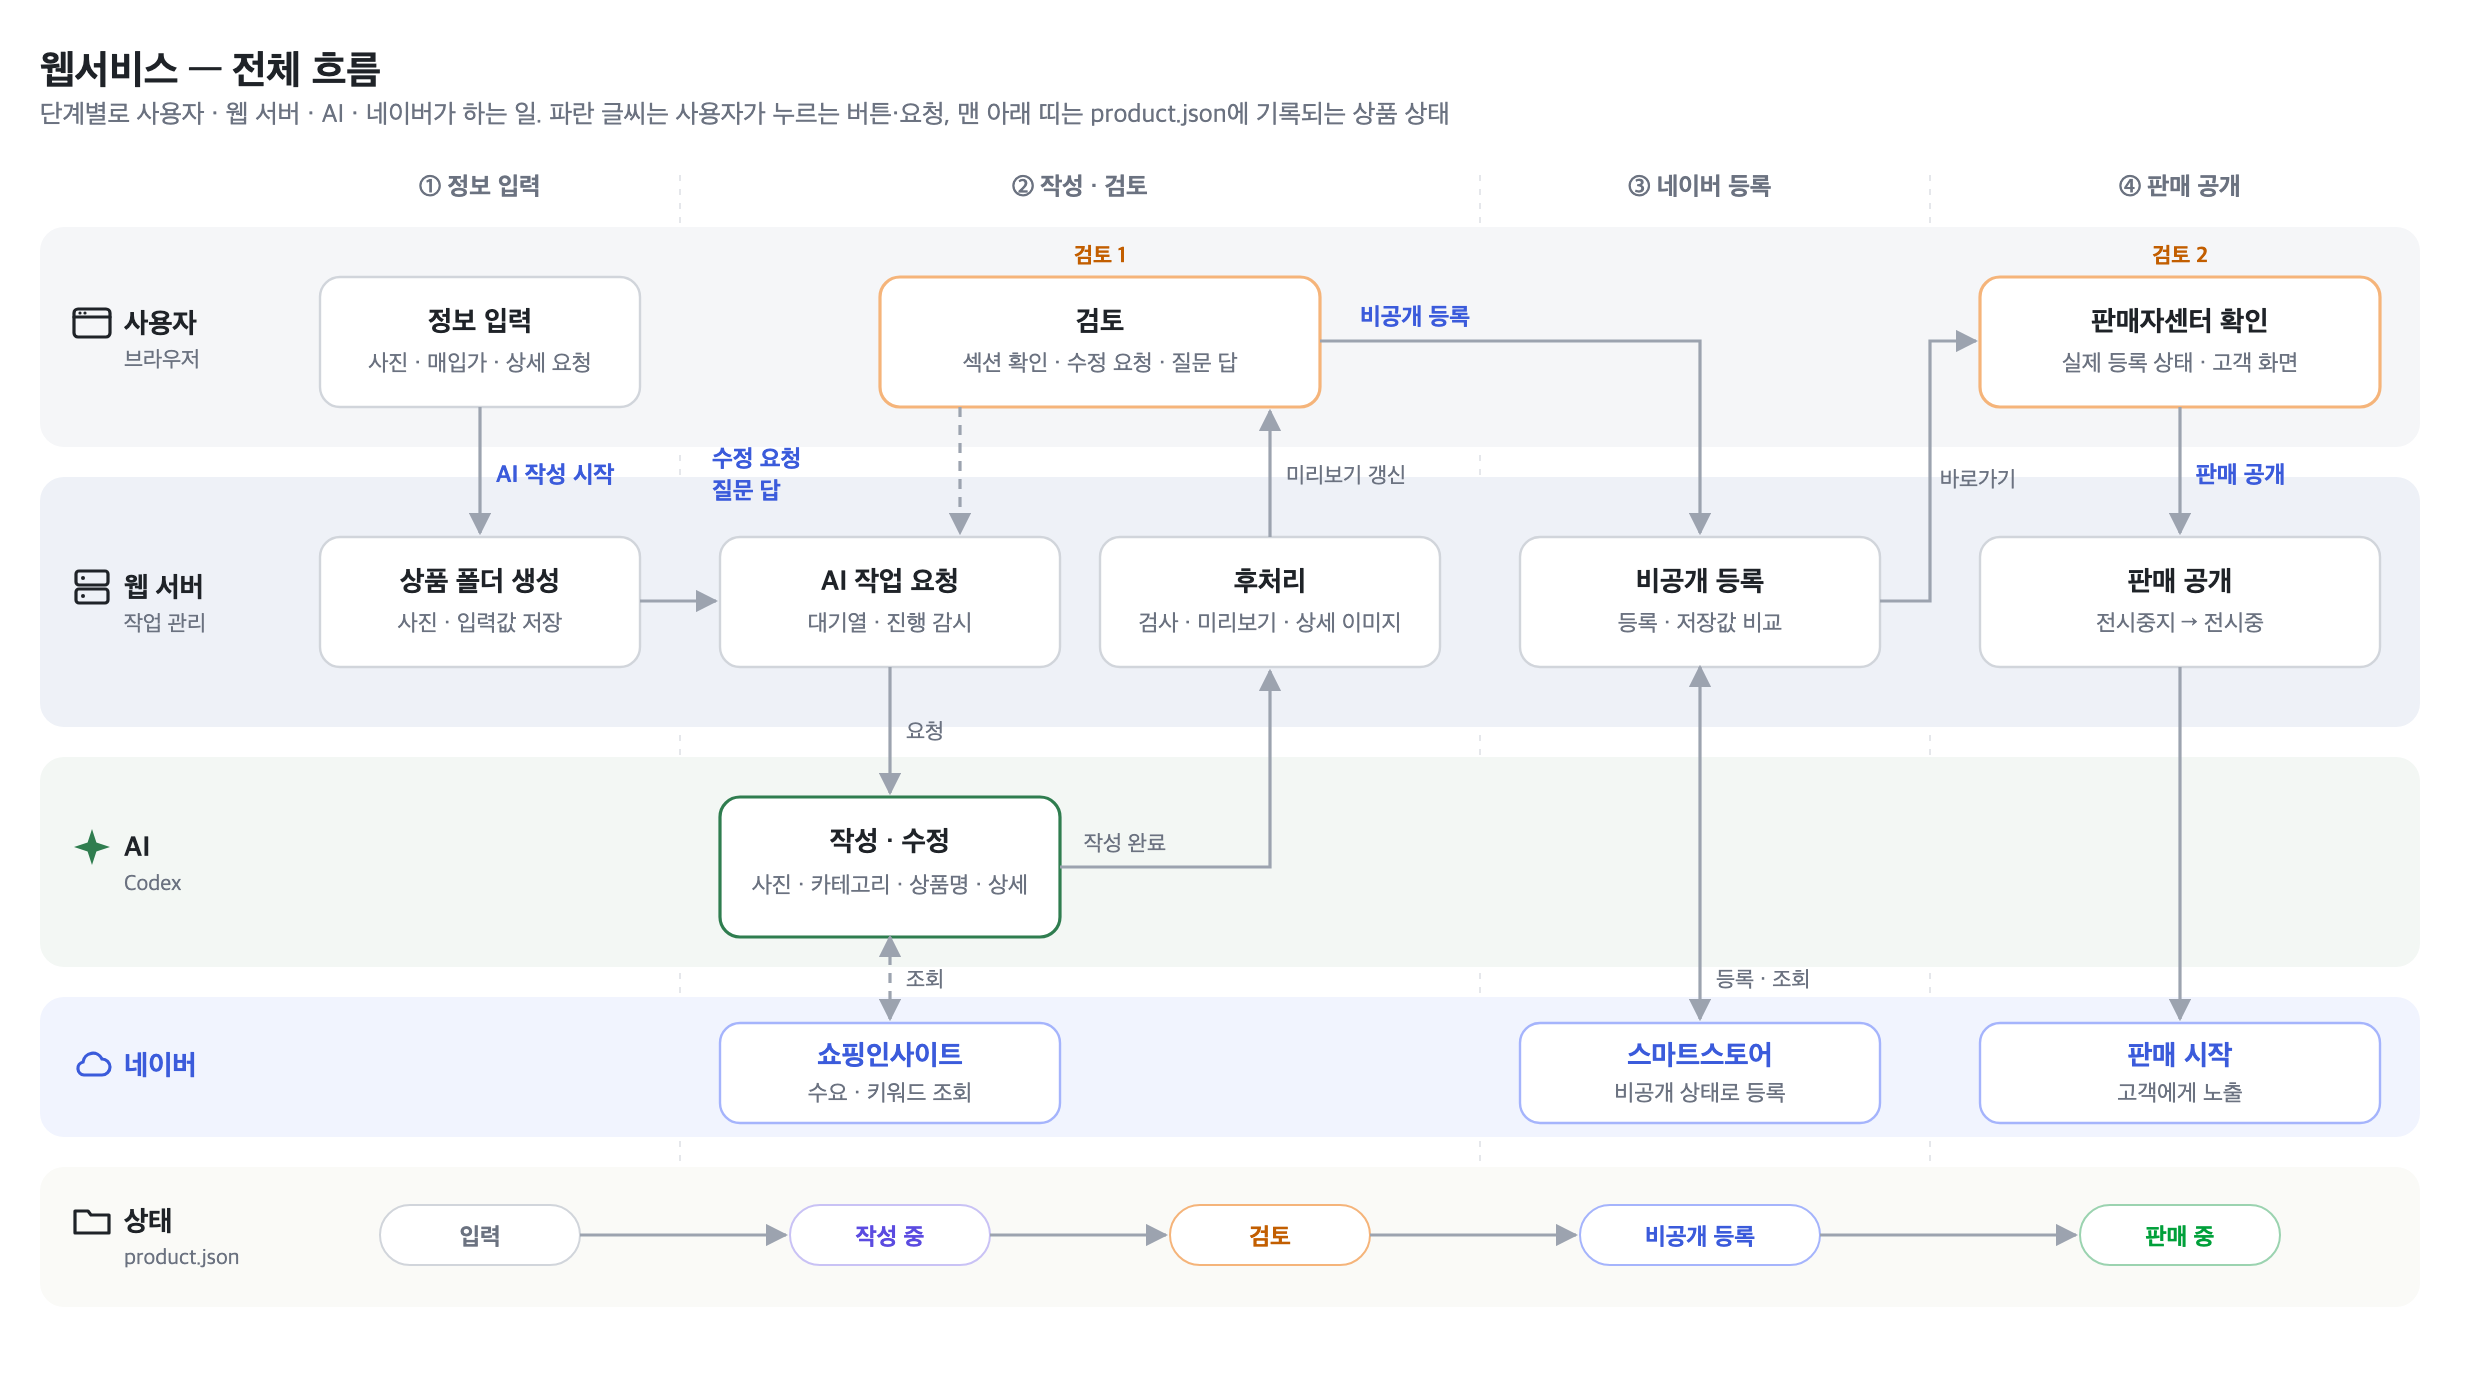 웹서비스 — 전체 흐름
단계별로 사용자 · 웹 서버 · AI · 네이버가 하는 일. 파란 글씨는 사용자가 누르는 버튼·요청, 맨 아래 띠는 product.json에 기록되는 상품 상태
① 정보 입력
② 작성 · 검토
③ 네이버 등록
④ 판매 공개
사용자
브라우저
정보 입력
사진 · 매입가 · 상세 요청
검토 1
검토
섹션 확인 · 수정 요청 · 질문 답
비공개 등록
검토 2
판매자센터 확인
실제 등록 상태 · 고객 화면
AI 작성 시작
수정 요청
질문 답
미리보기 갱신
바로가기
판매 공개
웹 서버
작업 관리
상품 폴더 생성
사진 · 입력값 저장
AI 작업 요청
대기열 · 진행 감시
후처리
검사 · 미리보기 · 상세 이미지
비공개 등록
등록 · 저장값 비교
판매 공개
전시중지 → 전시중
요청
AI
Codex
작성 · 수정
사진 · 카테고리 · 상품명 · 상세
작성 완료
조회
등록 · 조회
네이버
쇼핑인사이트
수요 · 키워드 조회
스마트스토어
비공개 상태로 등록
판매 시작
고객에게 노출
상태
product.json
입력
작성 중
검토
비공개 등록
판매 중